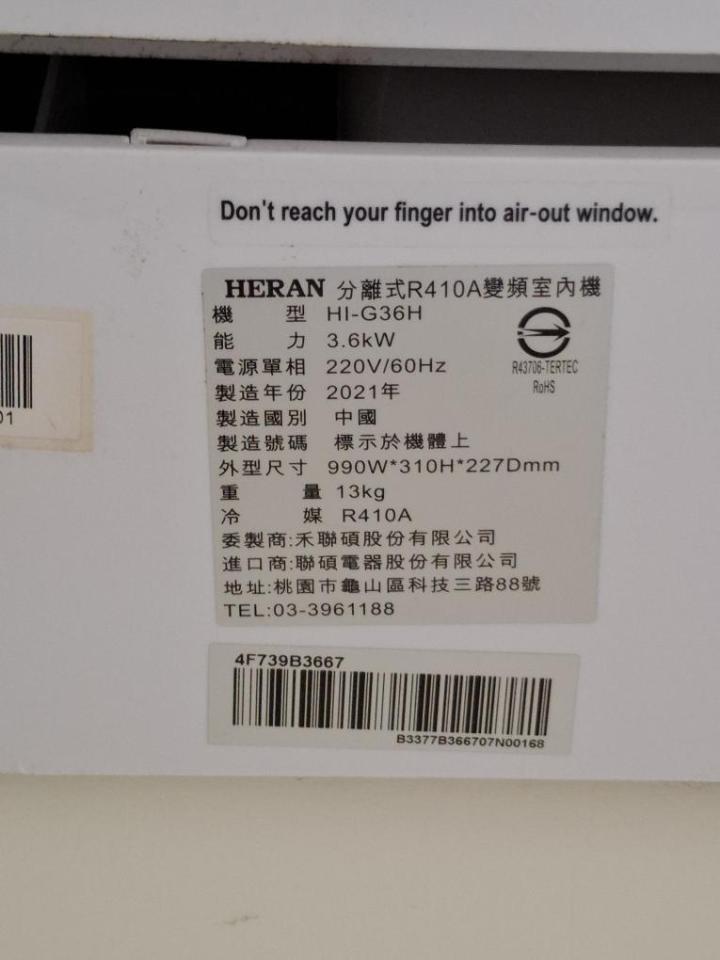 Don't reach your finger into air-out window.
HERAN 分離式R410A變頻室內機
機 型 HI-G36H
能 力 3.6kW
電源單相 220V/60Hz
製造年份 2021年
製造國別 中國
製造號碼 標示於機體上
外型尺寸 990W*310H*227Dmm
重 量 13kg
冷 媒 R410A
委製商:禾聯碩股份有限公司
進口商:聯碩電器股份有限公司
地址:桃園市龜山區科技三路88號
TEL:03-3961188
R43706-TERTEC
RoHS
01
4F739B3667
B3377B366707N00168